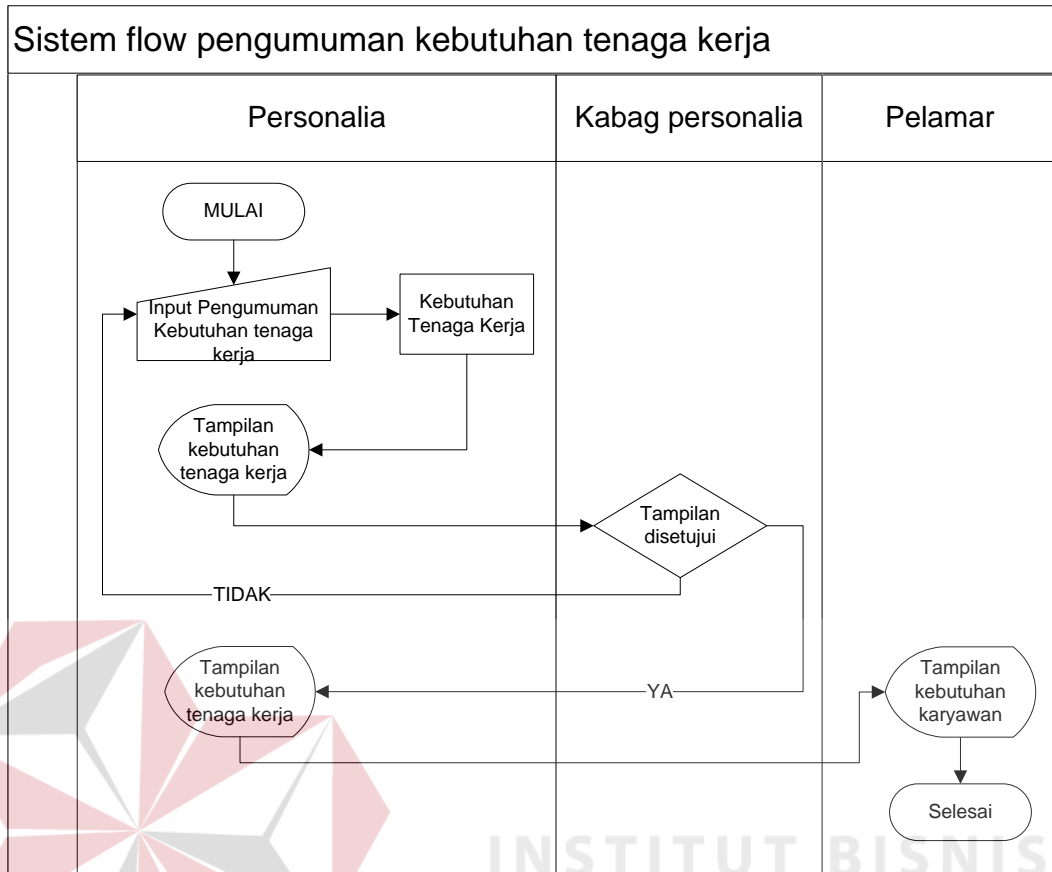 Sistem flow pengumuman kebutuhan tenaga kerja
Personalia
Kabag personalia
Pelamar
MULAI
Input Pengumuman
Kebutuhan tenaga
kerja
Kebutuhan
Tenaga Kerja
Tampilan
kebutuhan
tenaga kerja
Tampilan
disetujui
TIDAK
Tampilan
kebutuhan
tenaga kerja
YA
Tampilan
kebutuhan
karyawan
Selesai
INSTITUT BISNIS